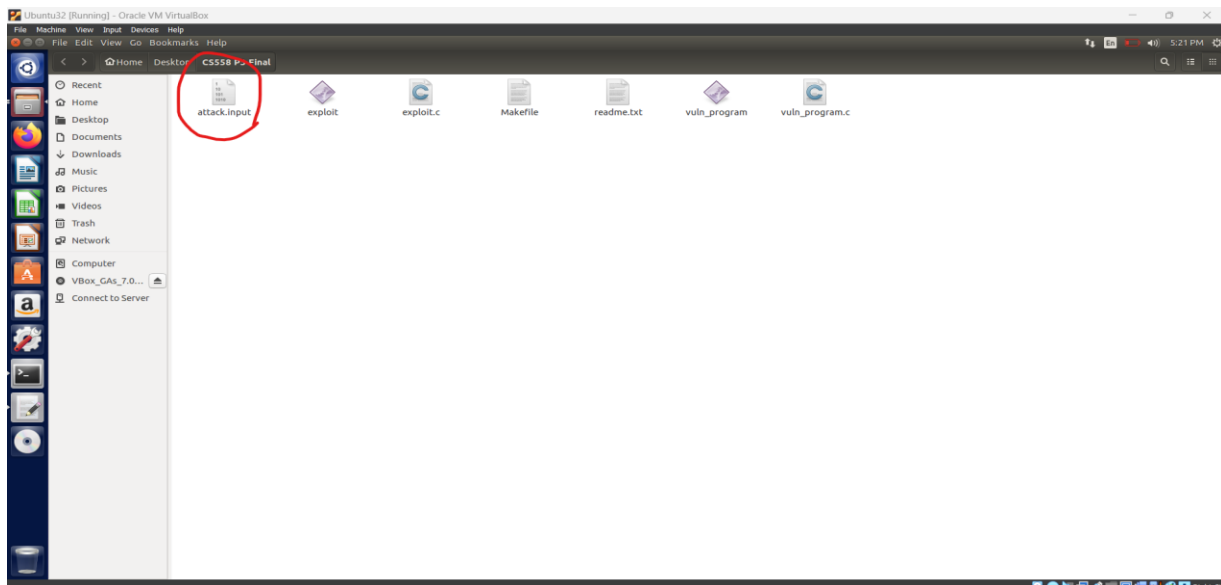 Ubuntu32 [Running] - Oracle VM VirtualBox
File Machine View Input Devices Help
File Edit View Go Bookmarks Help
En
5:21 PM
Home Desktop CS558 P3 Final
Recent
Home
Desktop
Documents
Downloads
Music
Pictures
Videos
Trash
Network
Computer
VBox_GAs_7.0...
Connect to Server
attack.input
exploit
exploit.c
Makefile
readme.txt
vuln_program
vuln_program.c